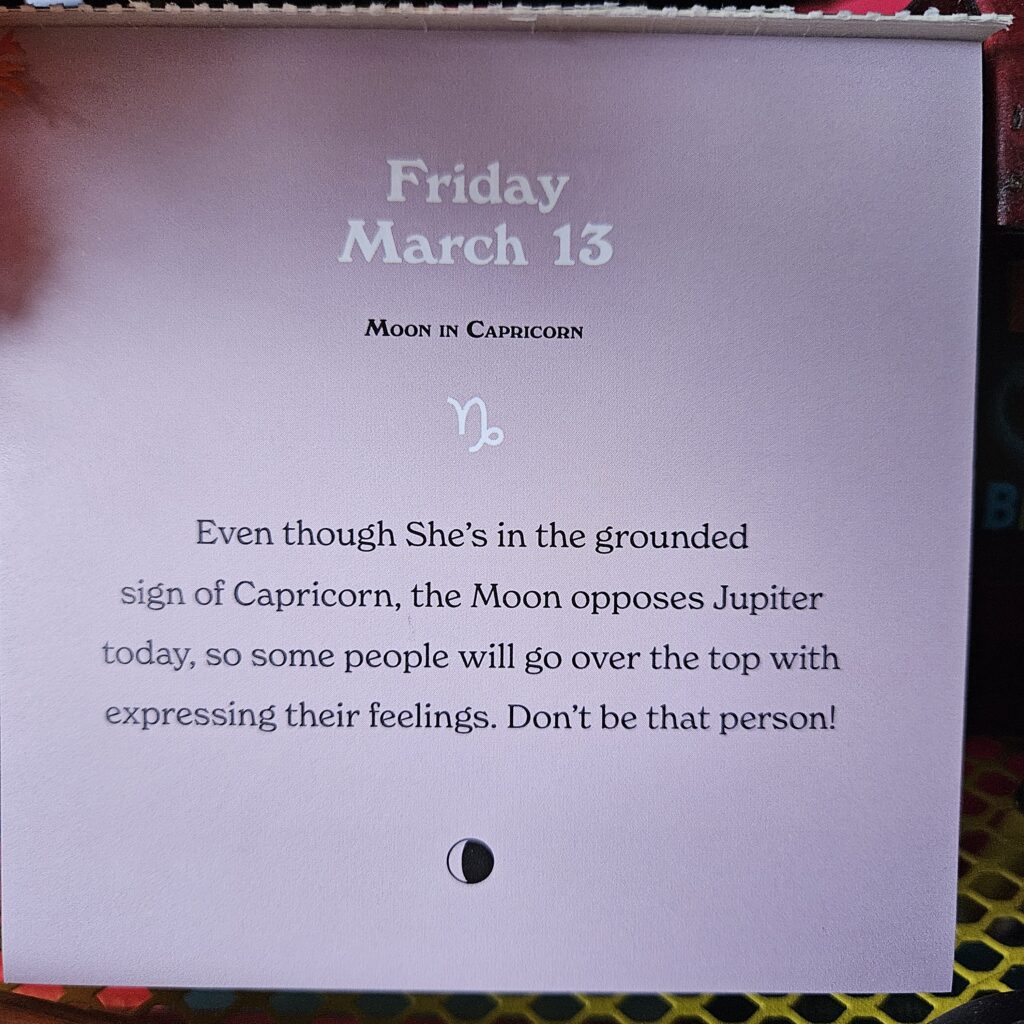 Friday
March 13
Moon in Capricorn
Even though She's in the grounded
sign of Capricorn, the Moon opposes Jupiter
today, so some people will go over the top with
expressing their feelings. Don't be that person!